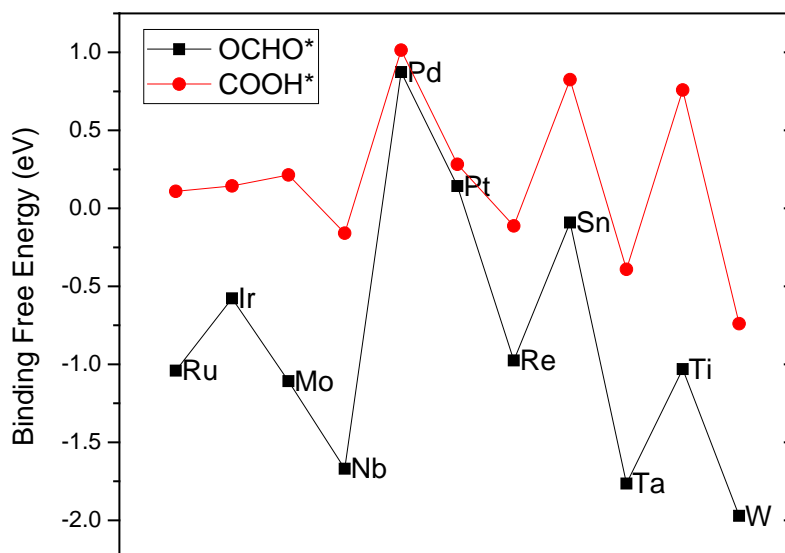 OCHO*
COOH*
Binding Free Energy (eV)
1.0
0.5
0.0
-0.5
-1.0
-1.5
-2.0
Ru
Ir
Mo
Nb
Pd
Pt
Re
Sn
Ta
Ti
W